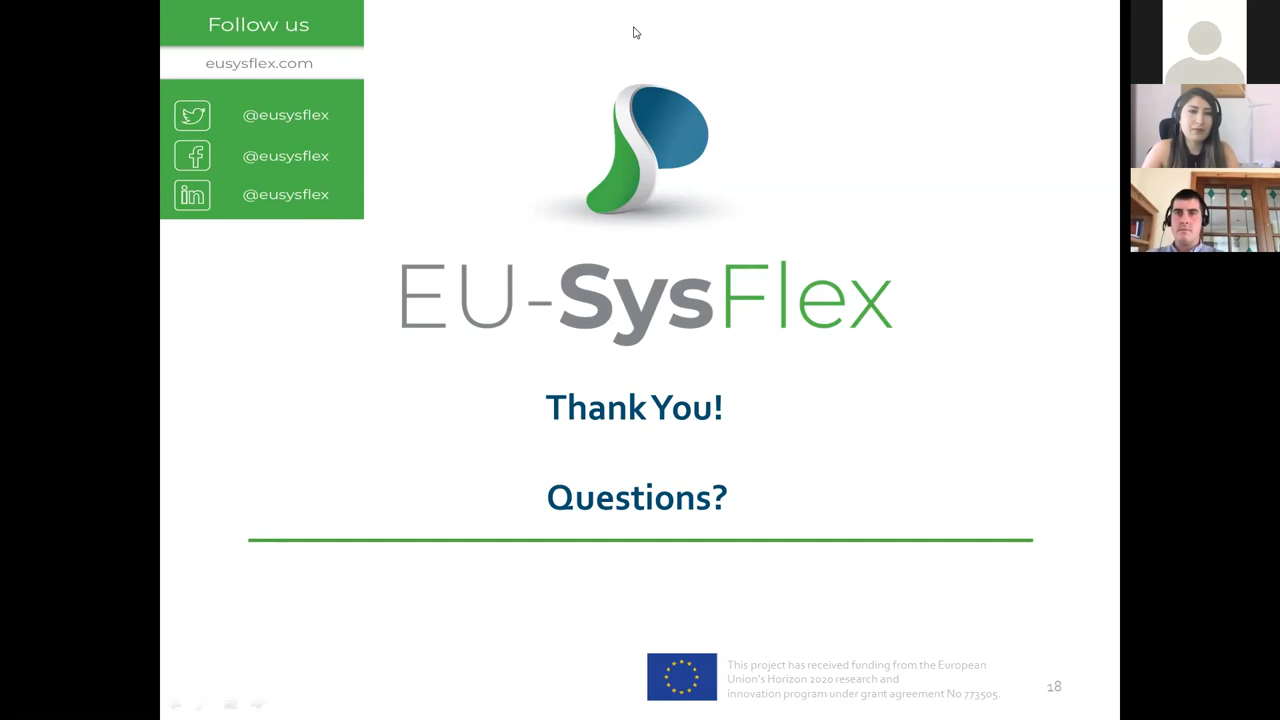 Follow us
eusysflex.com
@eusysflex
@eusysflex
in @eusysflex
EU-SysFlex
Thank You!
Questions?
This project has received funding from the European
Union's Horizon 2020 research and
innovation program under grant agreement No 773505.
18